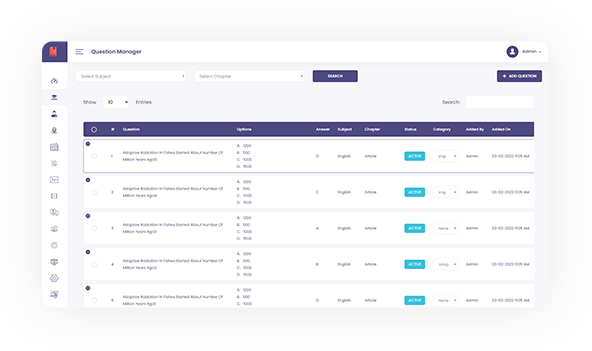 Question Manager
Admin
Select Subject
Select Chapter
SEARCH
+ ADD QUESTION
Show 10 Entries
Search:
# Question Options Answer Subject Chapter Status Category Added By Added On
1 Adaptive Radiation In Fishes Started About Number Of Million Years Ago?
A. 1200
B. 500
C. 1000
D. 1500
D English Article ACTIVE Imp Admin 03-02-2022 11:05 AM
2 Adaptive Radiation In Fishes Started About Number Of Million Years Ago
A. 1200
B. 500
C. 1000
D. 1500
C English Article ACTIVE Admin 03-02-2022 11:05 AM
3 Adaptive Radiation In Fishes Started About Number Of Million Years Ago
A. 1200
B. 500
C. 1000
D. 1500
A English Article ACTIVE None Admin 03-02-2022 11:05 AM
4 Adaptive Radiation In Fishes Started About Number Of Million Years Ago
A. 1200
B. 500
C. 1000
D. 1500
B English Article ACTIVE Admin 03-02-2022 11:05 AM
5 Adaptive Radiation In Fishes Started About Number Of Million Years Ago
A. 1200
B. 500
C. 1000
D. 1500
D English Article ACTIVE None Admin 03-02-2022 11:05 AM